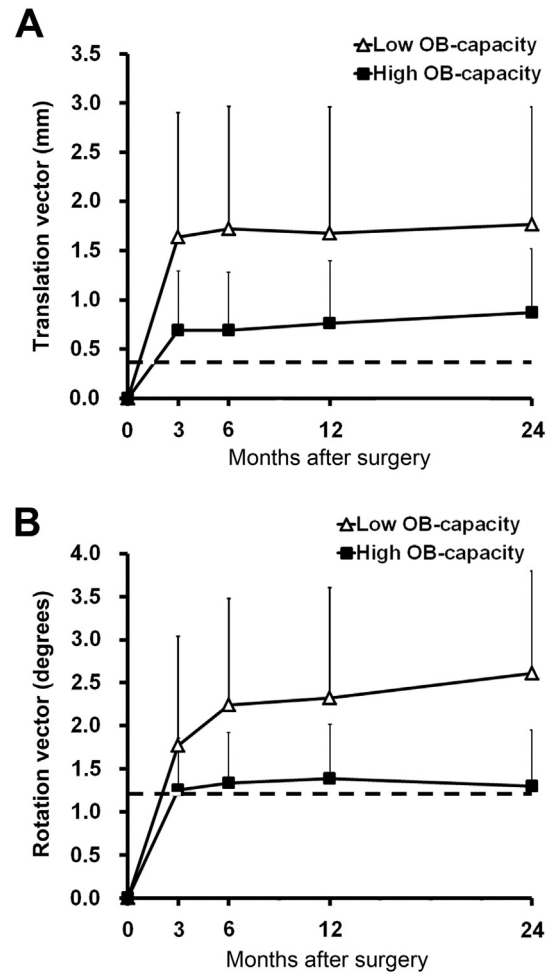 A
Low OB-capacity
High OB-capacity
Translation vector (mm)
3.5
3.0
2.5
2.0
1.5
1.0
0.5
0.0
0 3 6 12 24
Months after surgery
B
Low OB-capacity
High OB-capacity
Rotation vector (degrees)
4.0
3.5
3.0
2.5
2.0
1.5
1.0
0.5
0.0
0 3 6 12 24
Months after surgery